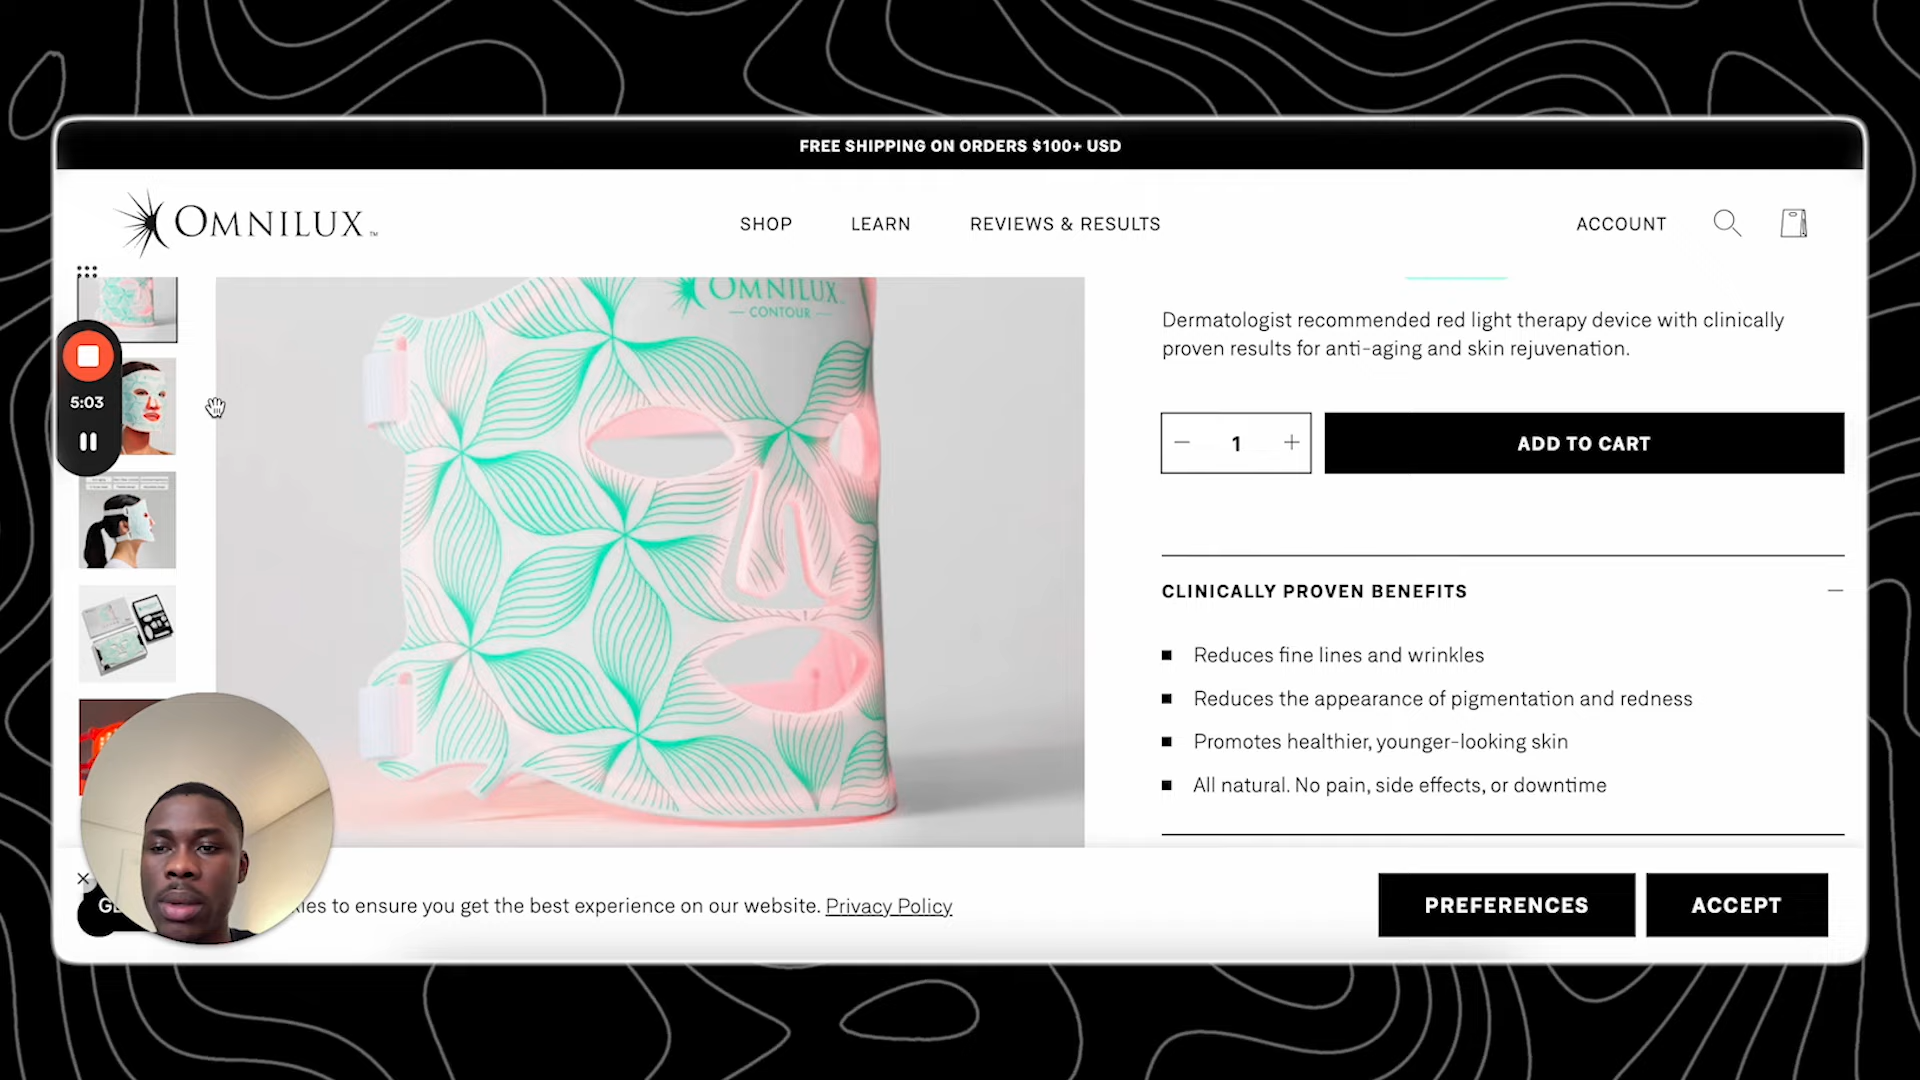 FREE SHIPPING ON ORDERS $100+ USD
OMNILUX™
SHOP
LEARN
REVIEWS & RESULTS
ACCOUNT
OMNILUX
CONTOUR
Dermatologist recommended red light therapy device with clinically
proven results for anti-aging and skin rejuvenation.
5:03
1
ADD TO CART
CLINICALLY PROVEN BENEFITS
Reduces fine lines and wrinkles
Reduces the appearance of pigmentation and redness
Promotes healthier, younger-looking skin
All natural. No pain, side effects, or downtime
to ensure you get the best experience on our website. Privacy Policy
PREFERENCES
ACCEPT